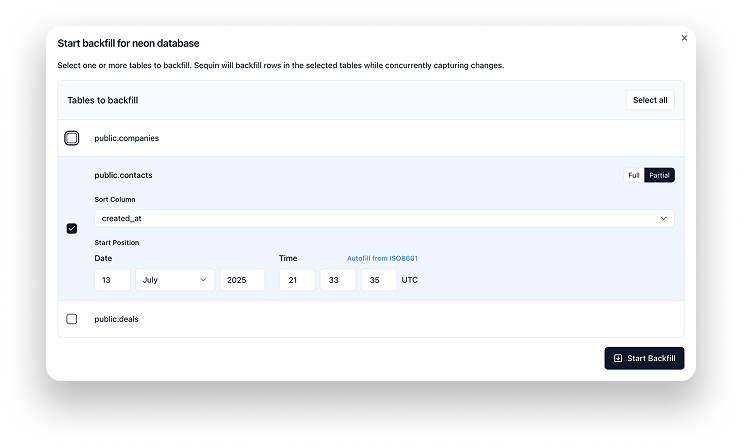 Start backfill for neon database
Select one or more tables to backfill. Sequin will backfill rows in the selected tables while concurrently capturing changes.
Tables to backfill
Select all
public.companies
public.contacts
Full Partial
Sort Column
created_at
Start Position
Date Time Autofill from ISO8601
13 July 2025 21 33 35 UTC
public.deals
Start Backfill